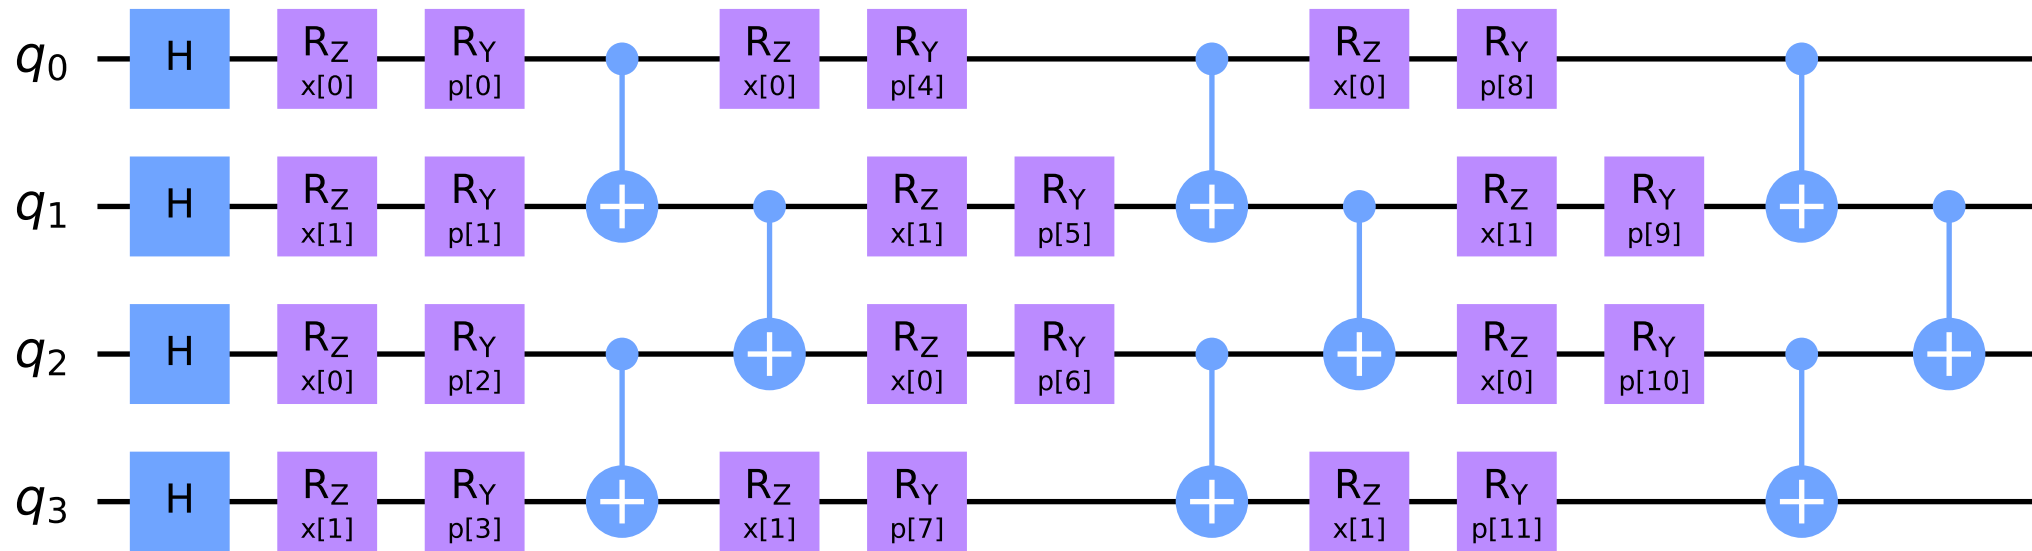 q0 H RZ x[0] RY p[0] RZ x[0] RY p[4] RZ x[0] RY p[8]
q1 H RZ x[1] RY p[1] RZ x[1] RY p[5] RZ x[1] RY p[9]
q2 H RZ x[0] RY p[2] RZ x[0] RY p[6] RZ x[0] RY p[10]
q3 H RZ x[1] RY p[3] RZ x[1] RY p[7] RZ x[1] RY p[11]